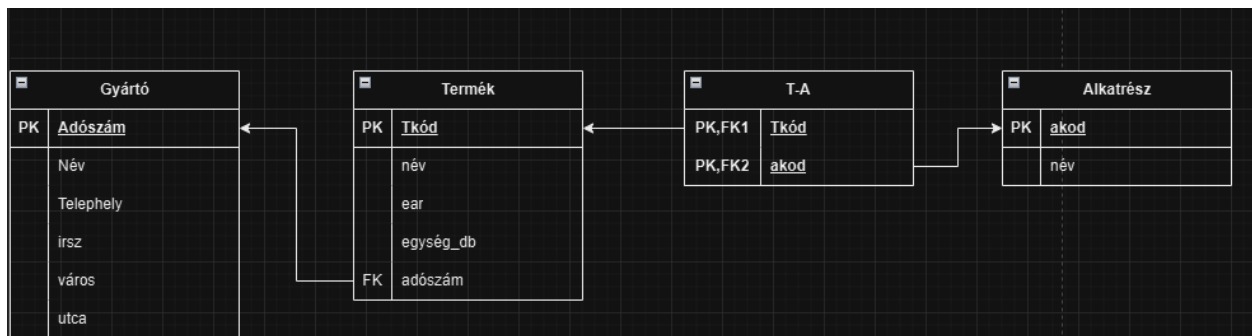 Gyártó
PK Adószám
Név
Telephely
irsz
város
utca
Termék
PK Tkód
név
ear
egység_db
FK adószám
T-A
PK,FK1 Tkód
PK,FK2 akod
Alkatrész
PK akod
név